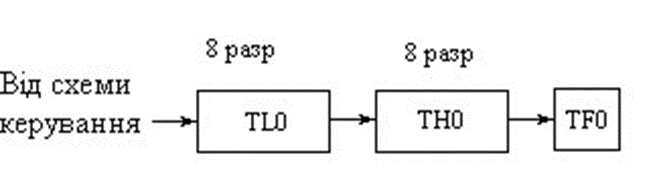 8 разр
8 разр
Від схеми
керування
TL0
TH0
TF0